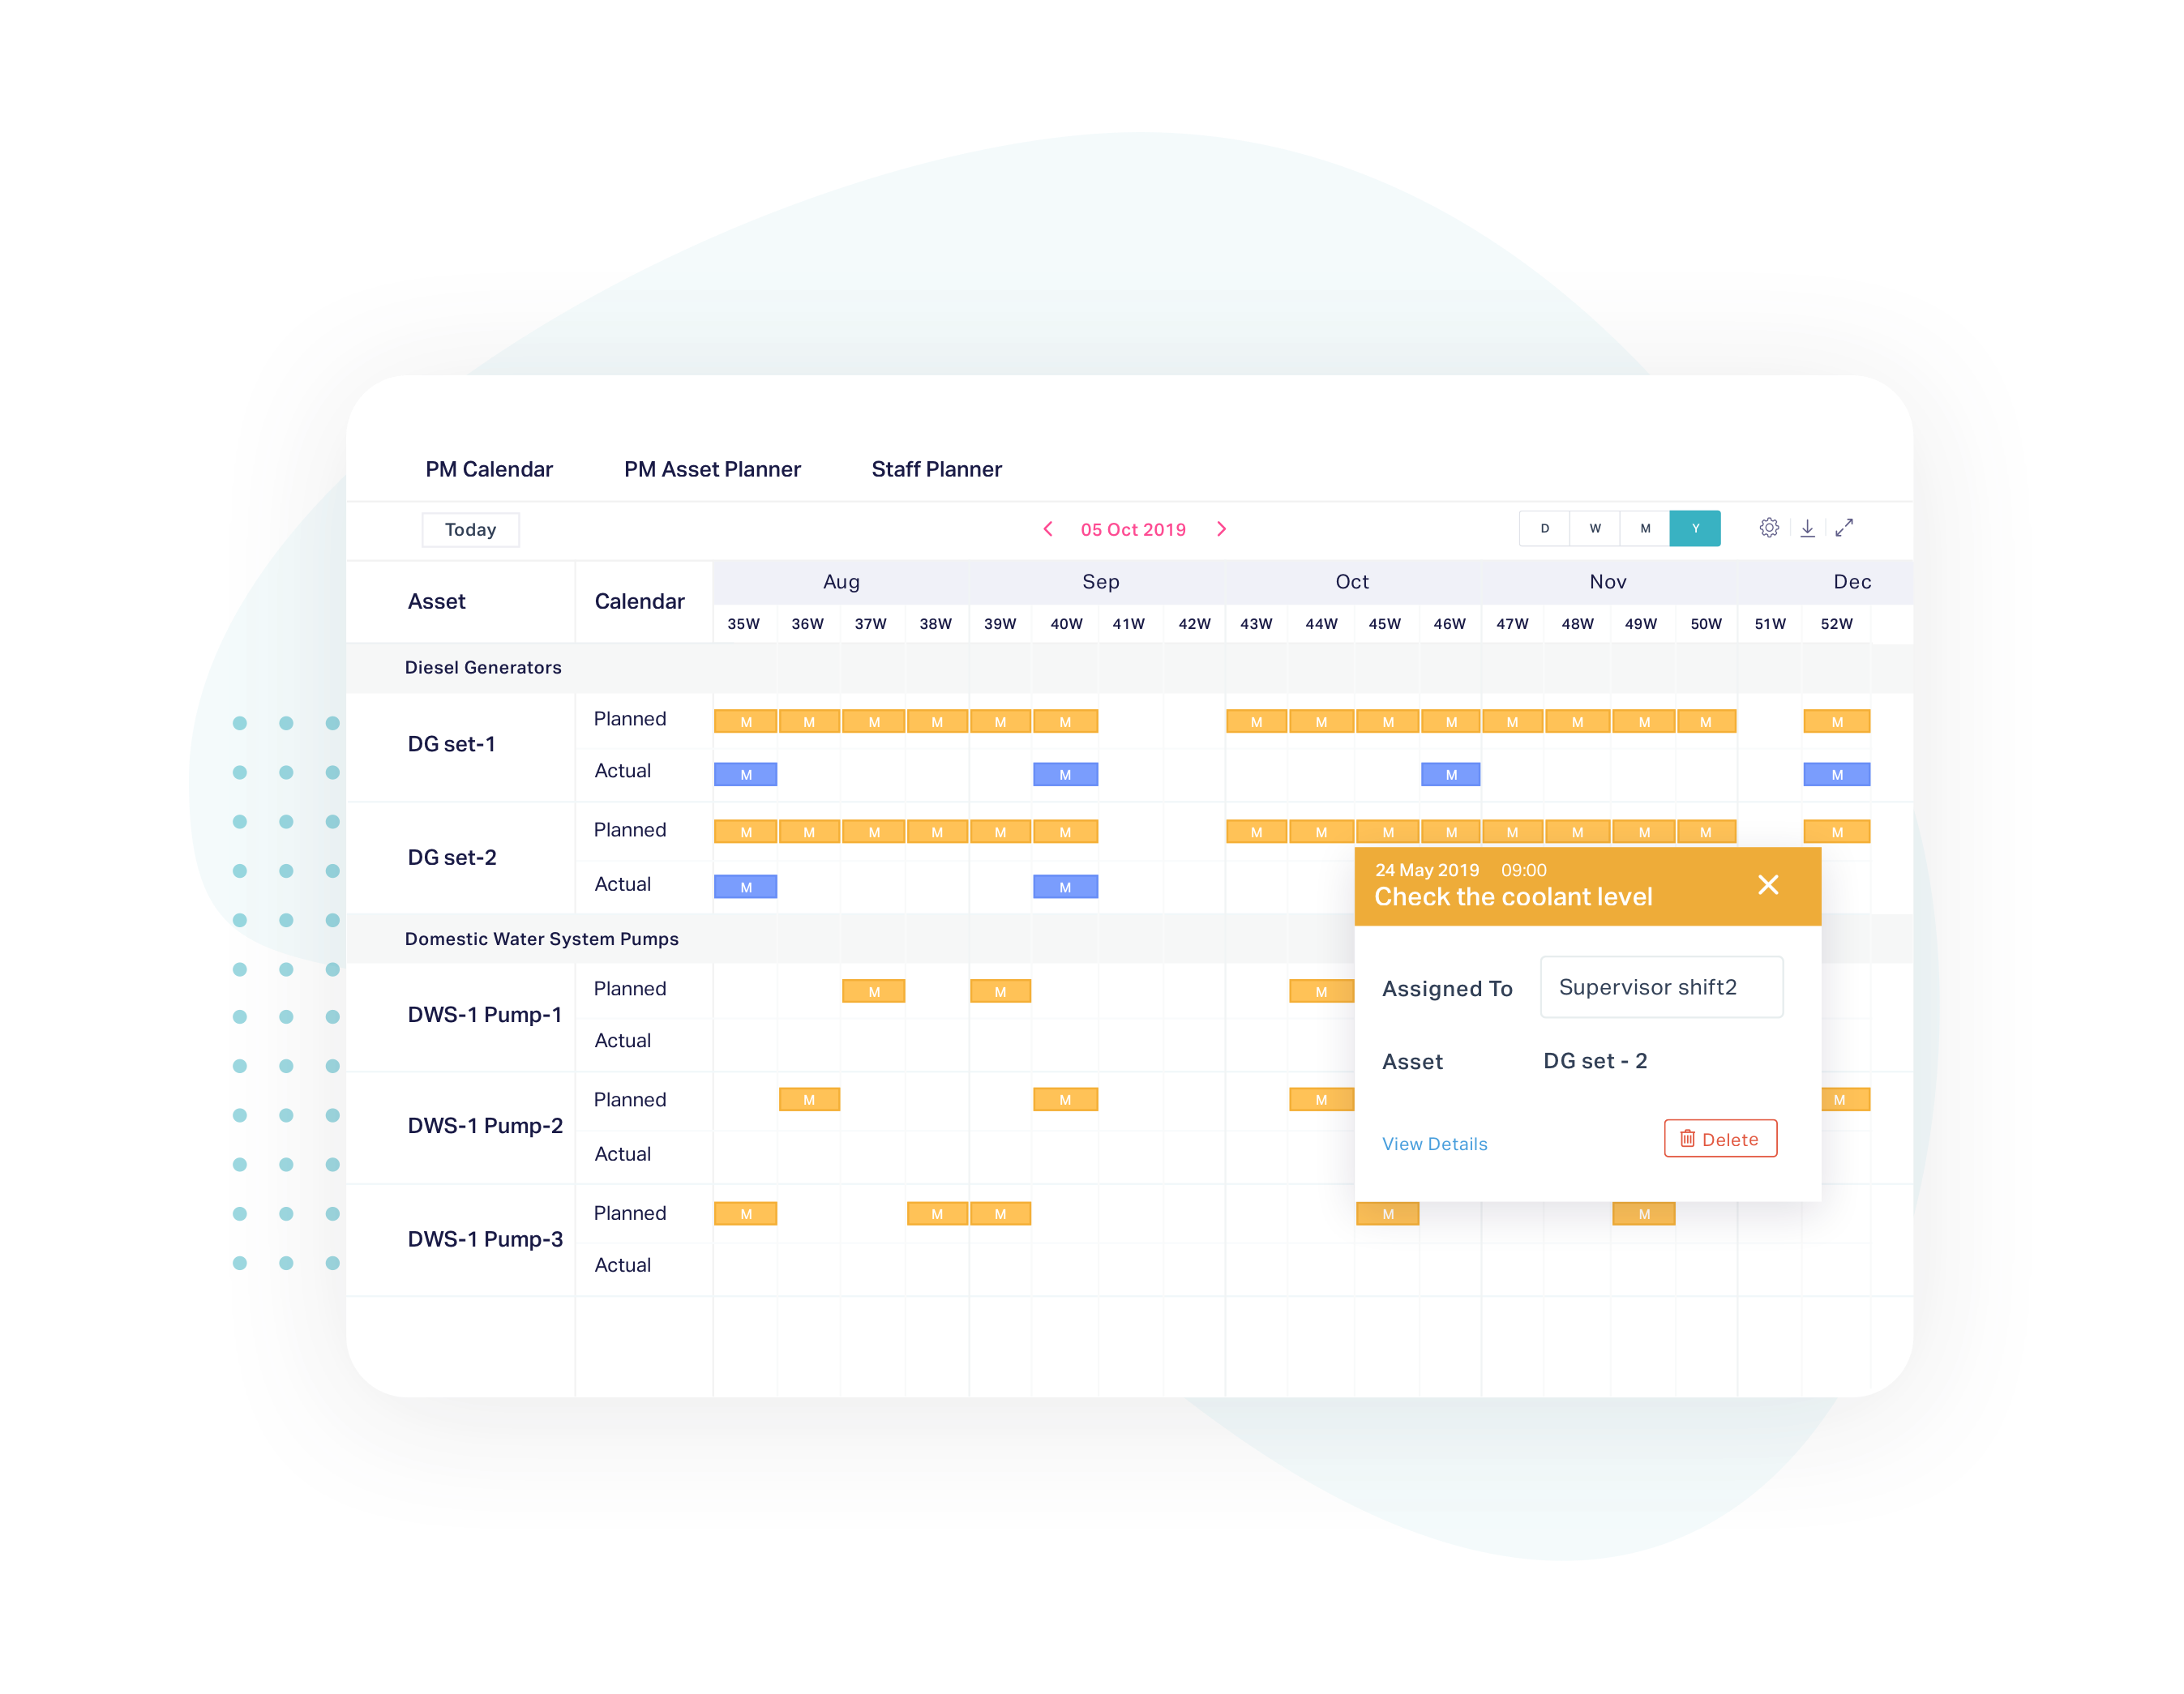 PM Calendar PM Asset Planner Staff Planner
Today 05 Oct 2019 D W M Y
Asset Calendar Aug Sep Oct Nov Dec
35W 36W 37W 38W 39W 40W 41W 42W 43W 44W 45W 46W 47W 48W 49W 50W 51W 52W
Diesel Generators
DG set-1
Planned M M M M M M M M M M M M M M M
Actual M M M M
DG set-2
Planned M M M M M M M M M M M M M M M
Actual M M
24 May 2019 09:00
Check the coolant level
Assigned To Supervisor shift2
Asset DG set - 2
View Details Delete
Domestic Water System Pumps
DWS-1 Pump-1
Planned M M M
Actual
DWS-1 Pump-2
Planned M M M M
Actual
DWS-1 Pump-3
Planned M M M M M
Actual